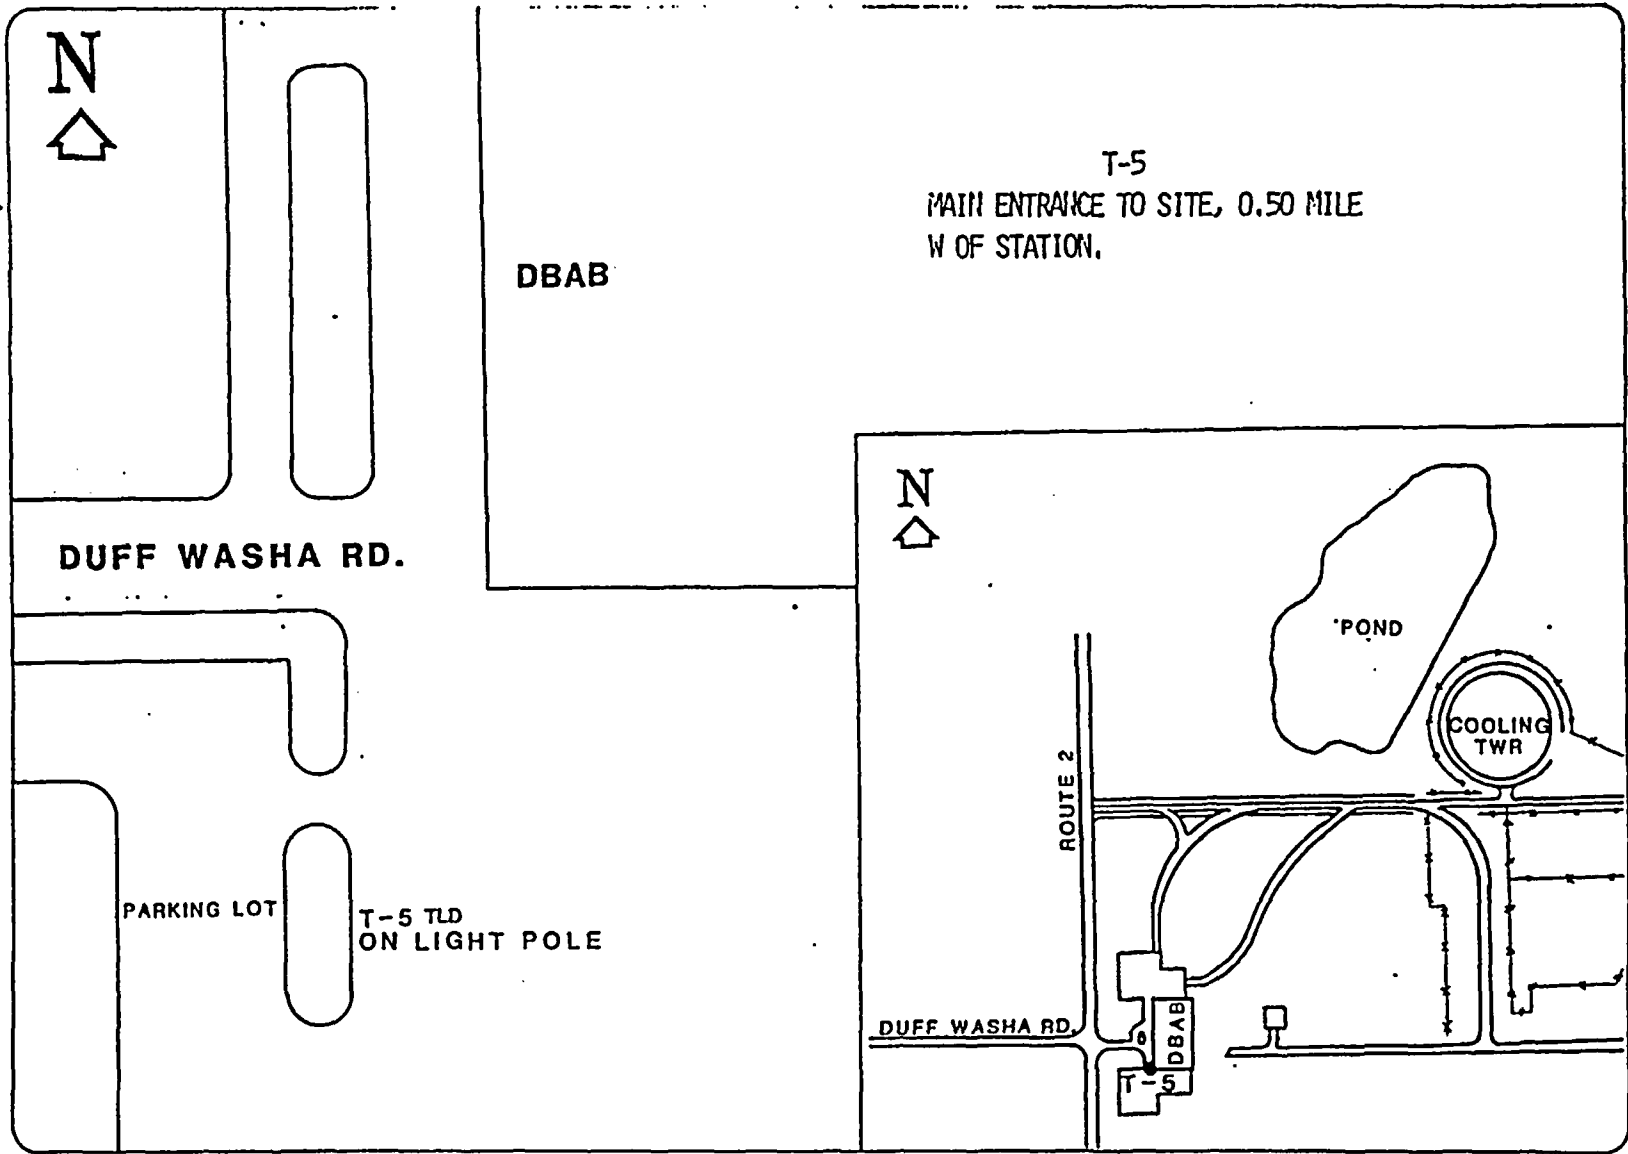 N
T-5
MAIN ENTRANCE TO SITE, 0.50 MILE
W OF STATION.
DBAB
DUFF WASHA RD.
PARKING LOT
T-5 TLD
ON LIGHT POLE
N
POND
COOLING
TWR
ROUTE 2
DUFF WASHA RD.
DBAB
T-5